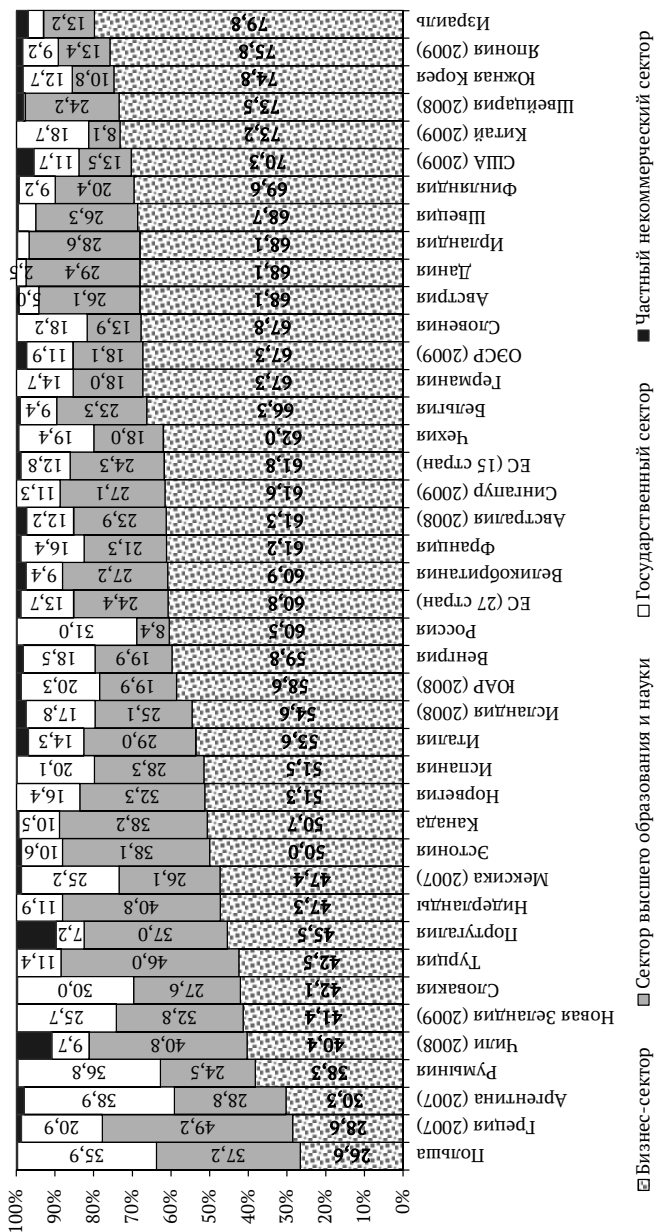 0% 10% 20% 30% 40% 50% 60% 70% 80% 90% 100%
Польша 26,6 37,2 35,9
Греция (2007) 28,6 49,2 20,9
Аргентина (2007) 30,3 28,8 38,9
Румыния 38,3 24,5 36,8
Чили (2008) 40,4 40,8 9,7
Новая Зеландия (2009) 41,4 32,8 25,7
Словакия 42,1 27,6 30,0
Турция 42,5 46,0 11,4
Португалия 45,5 37,0 7,2
Нидерланды 47,3 40,8 11,9
Мексика (2007) 47,4 26,1 25,2
Эстония 50,0 38,1 10,6
Канада 50,7 38,2 10,5
Норвегия 51,3 32,3 16,4
Испания 51,5 28,3 20,1
Италия 53,6 29,0 14,3
Исландия (2008) 54,6 25,1 17,8
ЮАР (2008) 58,6 19,9 20,3
Венгрия 59,8 19,9 18,5
Россия 60,5 8,4 31,0
ЕС (27 стран) 60,8 24,4 13,7
Великобритания 60,9 27,2 9,4
Франция 61,2 21,3 16,4
Австралия (2008) 61,3 23,9 12,2
Сингапур (2009) 61,6 27,1 11,3
ЕС (15 стран) 61,8 24,3 12,8
Чехия 62,0 18,0 19,4
Бельгия 66,3 23,3 9,4
Германия 67,3 18,0 14,7
ОЭСР (2009) 67,3 18,1 11,9
Словения 67,8 13,9 18,2
Австрия 68,1 26,1 5,0
Дания 68,1 29,4 2,5
Ирландия 68,1 28,6
Швеция 68,7 26,3
Финляндия 69,6 20,4 9,2
США (2009) 70,3 13,5 11,7
Китай (2009) 73,2 8,1 18,7
Швейцария (2008) 73,5 24,2
Южная Корея 74,8 10,8 12,7
Япония (2009) 75,8 13,4 9,2
Израиль 79,8 13,2
Бизнес-сектор
Сектор высшего образования и науки
Государственный сектор
Частный некоммерческий сектор